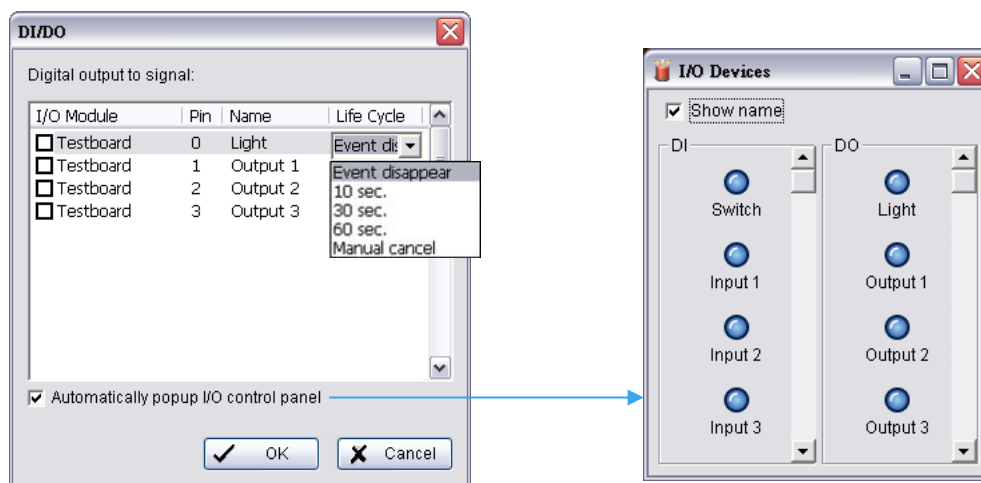 DI/DO
Digital output to signal:
I/O Module Pin Name Life Cycle
Testboard 0 Light Event dis
Testboard 1 Output 1
Testboard 2 Output 2
Testboard 3 Output 3
Event disappear
10 sec.
30 sec.
60 sec.
Manual cancel
Automatically popup I/O control panel
OK Cancel
I/O Devices
Show name
DI DO
Switch Light
Input 1 Output 1
Input 2 Output 2
Input 3 Output 3